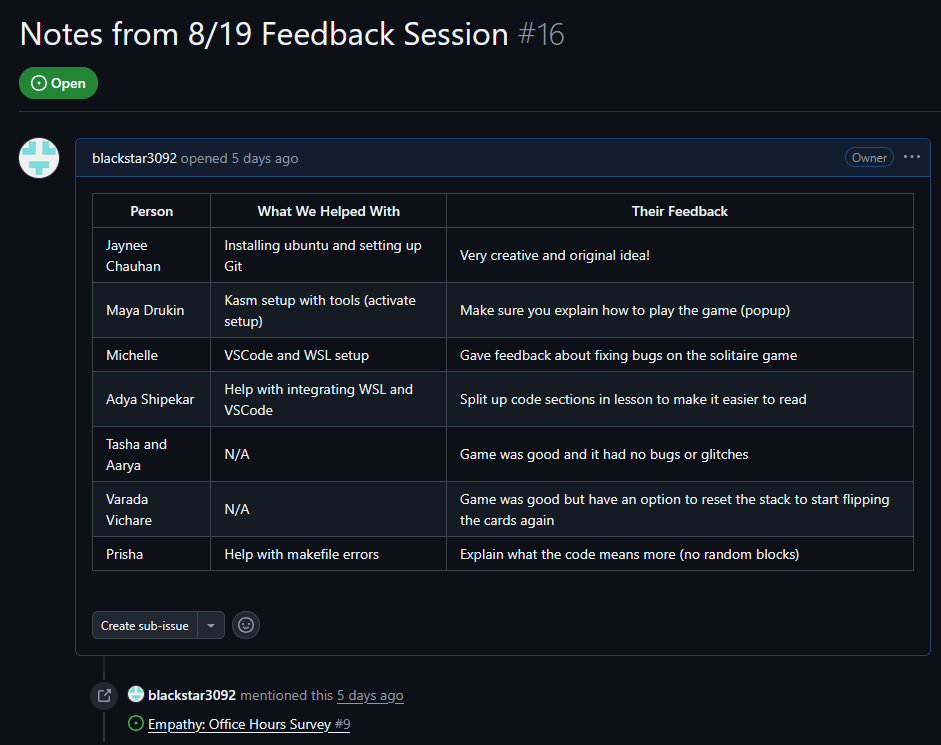 Notes from 8/19 Feedback Session #16
Open
blackstar3092 opened 5 days ago
Owner
Person
What We Helped With
Their Feedback
Jaynee
Chauhan
Installing ubuntu and setting up
Git
Very creative and original idea!
Maya Drukin
Kasm setup with tools (activate
setup)
Make sure you explain how to play the game (popup)
Michelle
VSCode and WSL setup
Gave feedback about fixing bugs on the solitaire game
Adya Shipekar
Help with integrating WSL and
VSCode
Split up code sections in lesson to make it easier to read
Tasha and
Aarya
N/A
Game was good and it had no bugs or glitches
Varada
Vichare
N/A
Game was good but have an option to reset the stack to start flipping
the cards again
Prisha
Help with makefile errors
Explain what the code means more (no random blocks)
Create sub-issue
blackstar3092 mentioned this 5 days ago
Empathy: Office Hours Survey #9